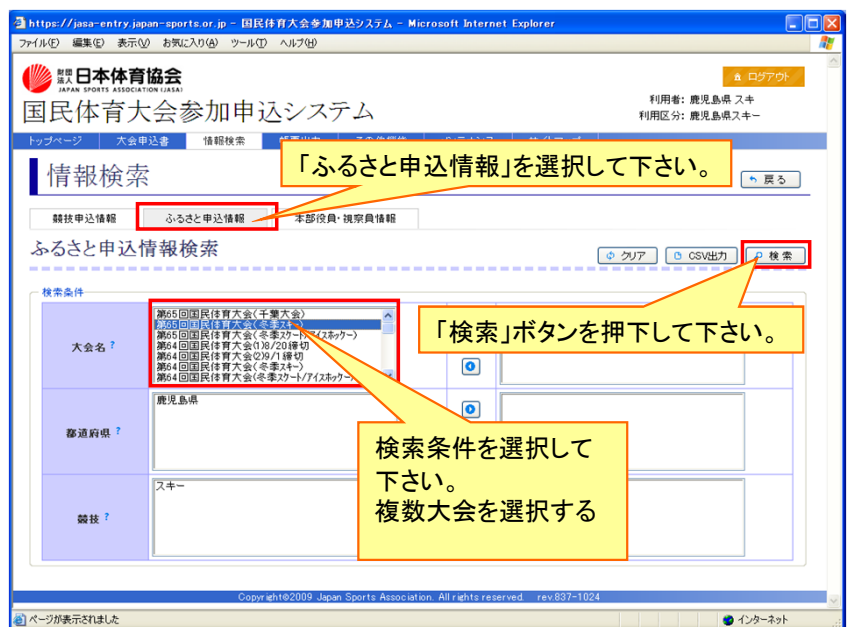 https://jasa-entry.japan-sports.or.jp - 国民体育大会参加申込システム - Microsoft Internet Explorer
ファイル(F) 編集(E) 表示(V) お気に入り(A) ツール(T) ヘルプ(H)
財団法人 日本体育協会
JAPAN SPORTS ASSOCIATION (JASA)
ログアウト
国民体育大会参加申込システム
利用者: 鹿児島県 スキ
利用区分: 鹿児島県スキー
トップページ 大会申込書 情報検索
「ふるさと申込情報」を選択して下さい。
情報検索
戻る
競技申込情報 ふるさと申込情報 本部役員・視察員情報
ふるさと申込情報検索
クリア CSV出力 検索
検索条件
「検索」ボタンを押下して下さい。
大会名 ?
第65回国民体育大会(千葉大会)
第65回国民体育大会(冬季スキー)
第65回国民体育大会(冬季スケート/アイスホッケー)
第64回国民体育大会(1)8/20締切
第64回国民体育大会(2)9/1締切
第64回国民体育大会(冬季スキー)
第64回国民体育大会(冬季スケート/アイスホッケー)
都道府県 ?
鹿児島県
検索条件を選択して
下さい。
複数大会を選択する
競技 ?
スキー
Copyright©2009 Japan Sports Association. All rights reserved. rev.837-1024
ページが表示されました
インターネット